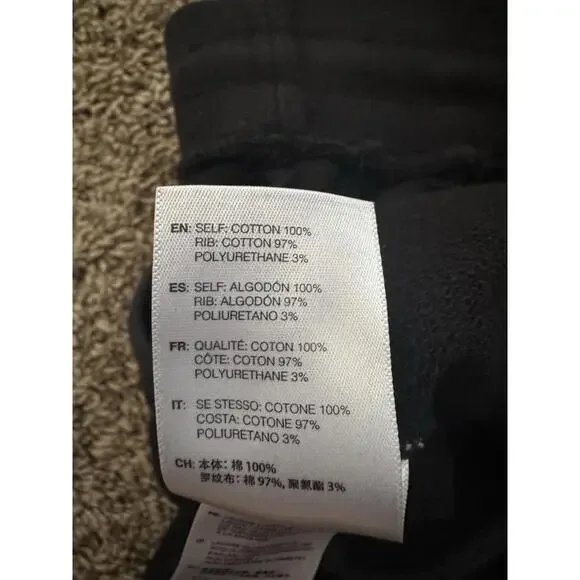 EN: SELF: COTTON 100%
RIB: COTTON 97%
POLYURETHANE 3%
ES: SELF: ALGODÓN 100%
RIB: ALGODÓN 97%
POLIURETANO 3%
FR: QUALITÉ: COTON 100%
CÔTE: COTON 97%
POLYURETHANE 3%
IT: SE STESSO: COTONE 100%
COSTA: COTONE 97%
POLIURETANO 3%
CH: 本体: 棉 100%
罗纹布: 棉 97%, 聚氨酯 3%